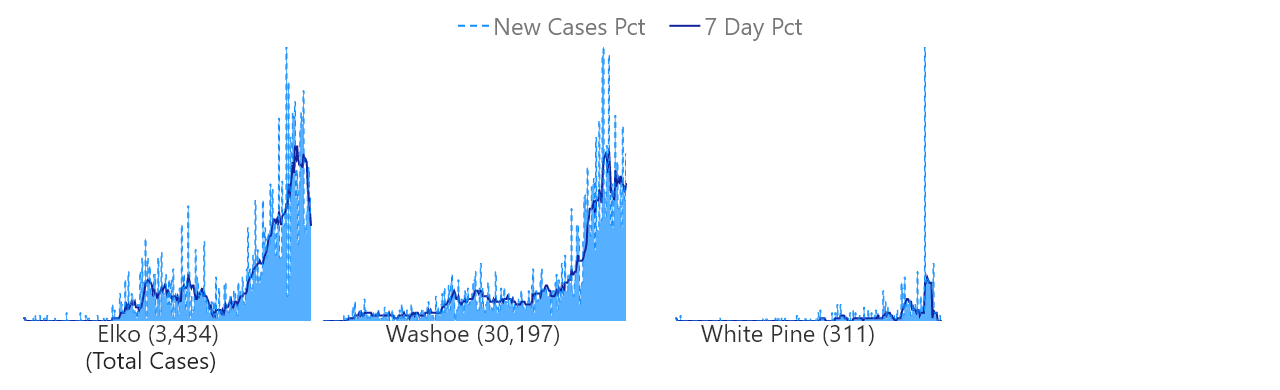 New Cases Pct 7 Day Pct
Elko (3,434) Washoe (30,197) White Pine (311)
(Total Cases)